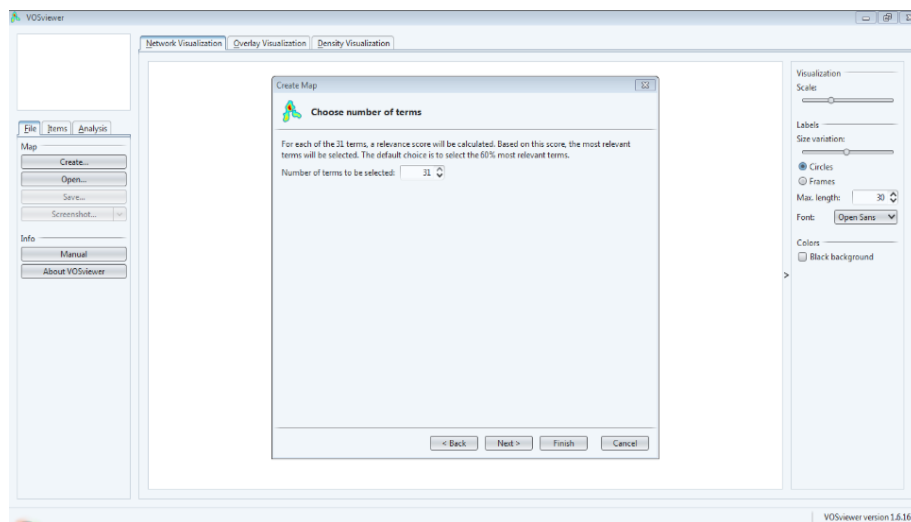 VOSviewer
Network Visualization Overlay Visualization Density Visualization
File Items Analysis
Map
Create...
Open...
Save...
Screenshot...
Info
Manual
About VOSviewer
Create Map
Choose number of terms
For each of the 31 terms, a relevance score will be calculated. Based on this score, the most relevant
terms will be selected. The default choice is to select the 60% most relevant terms.
Number of terms to be selected: 31
< Back Next > Finish Cancel
Visualization
Scale:
Labels
Size variation:
Circles
Frames
Max. length: 30
Font: Open Sans
Colors
Black background
>
VOSviewer version 1.6.16